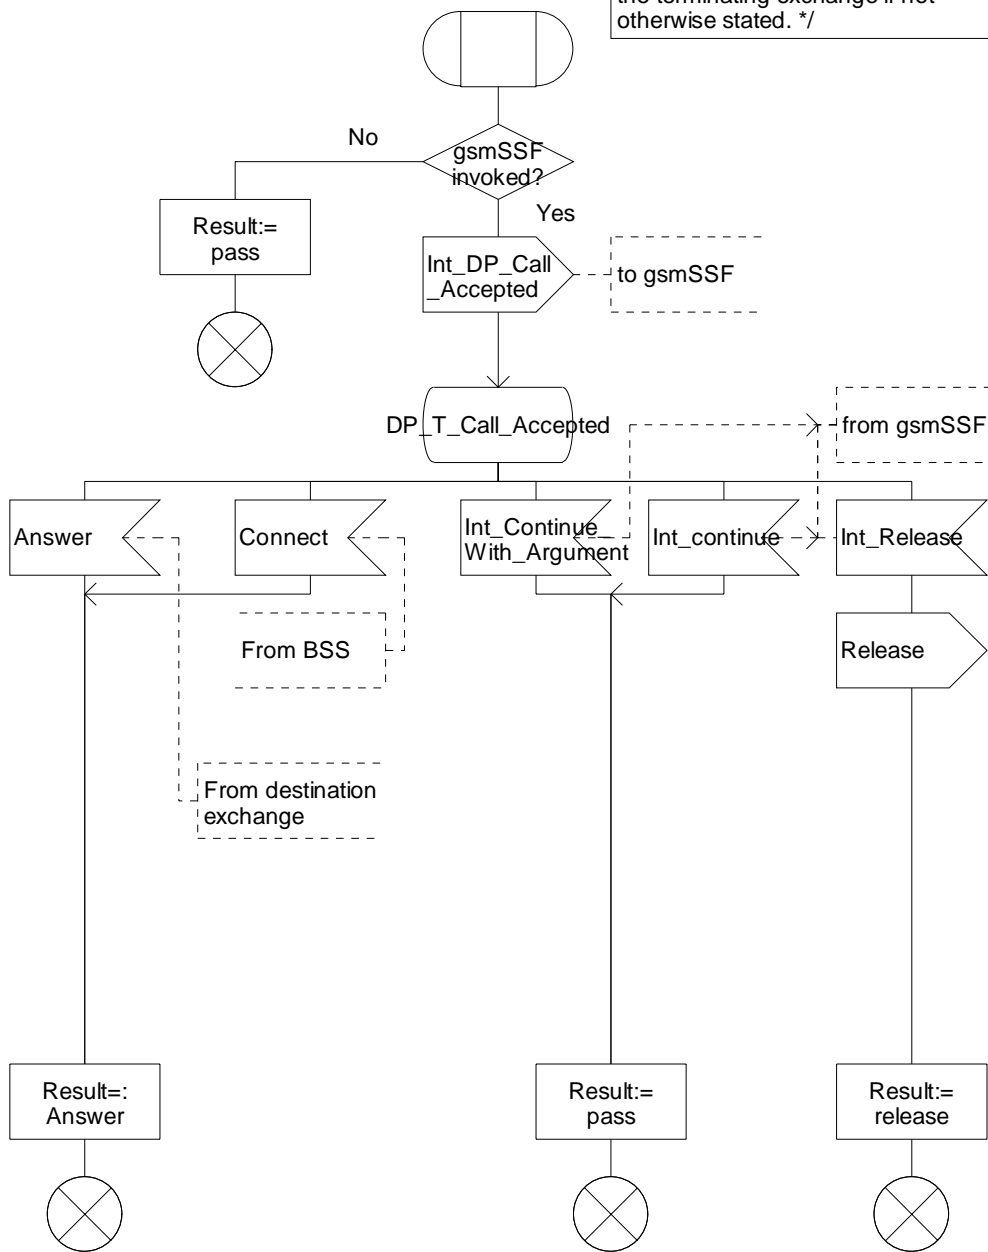 the terminating exchange if not
otherwise stated. */
No
gsmSSF
invoked?
Yes
Result:=
pass
Int_DP_Call
_Accepted
to gsmSSF
DP_T_Call_Accepted
from gsmSSF
Answer
Connect
Int_Continue_
With_Argument
Int_continue
Int_Release
From BSS
Release
From destination
exchange
Result=:
Answer
Result:=
pass
Result:=
release